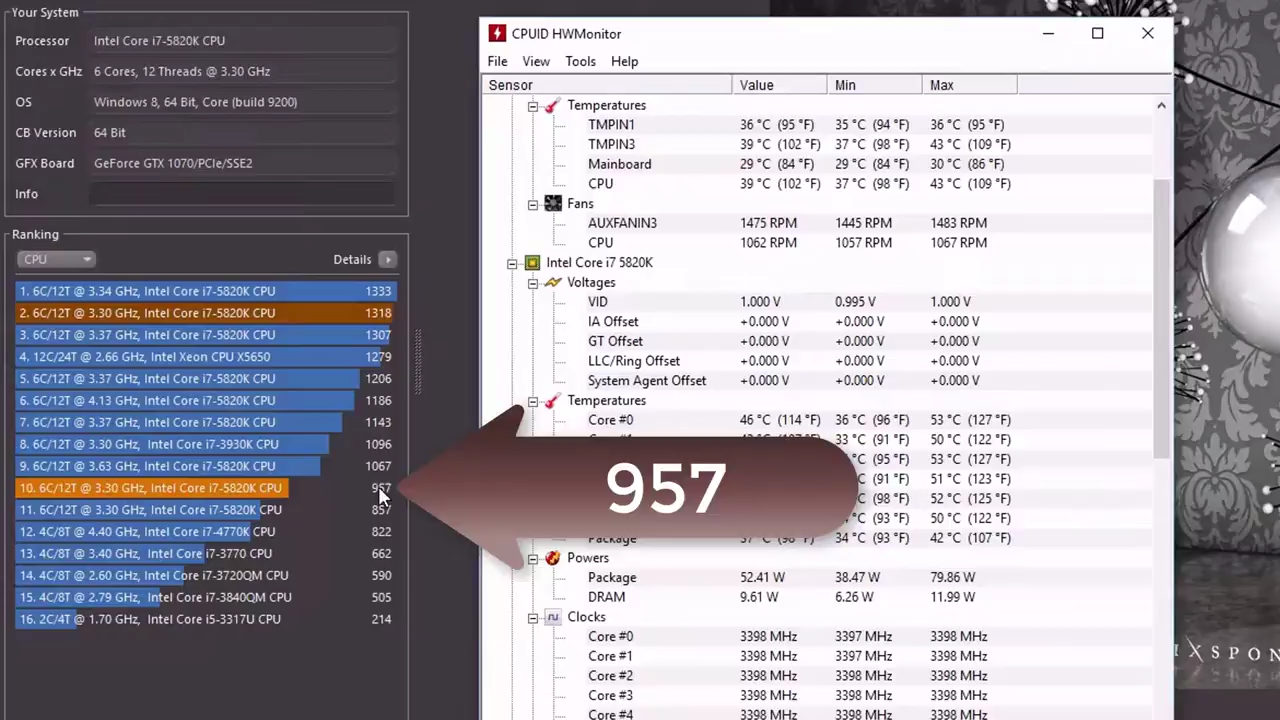 Your System
Processor Intel Core i7-5820K CPU
Cores x GHz 6 Cores, 12 Threads @ 3.30 GHz
OS Windows 8, 64 Bit, Core (build 9200)
CB Version 64 Bit
GFX Board GeForce GTX 1070/PCIe/SSE2
Info
Ranking
CPU Details
1. 6C/12T @ 3.34 GHz, Intel Core i7-5820K CPU 1333
2. 6C/12T @ 3.30 GHz, Intel Core i7-5820K CPU 1318
3. 6C/12T @ 3.37 GHz, Intel Core i7-5820K CPU 1307
4. 12C/24T @ 2.66 GHz, Intel Xeon CPU X5650 1279
5. 6C/12T @ 3.37 GHz, Intel Core i7-5820K CPU 1206
6. 6C/12T @ 4.13 GHz, Intel Core i7-5820K CPU 1186
7. 6C/12T @ 3.37 GHz, Intel Core i7-5820K CPU 1143
8. 6C/12T @ 3.30 GHz, Intel Core i7-3930K CPU 1096
9. 6C/12T @ 3.63 GHz, Intel Core i7-5820K CPU 1067
10. 6C/12T @ 3.30 GHz, Intel Core i7-5820K CPU 957
11. 6C/12T @ 3.30 GHz, Intel Core i7-5820K CPU 857
12. 4C/8T @ 4.40 GHz, Intel Core i7-4770K CPU 822
13. 4C/8T @ 3.40 GHz, Intel Core i7-3770 CPU 662
14. 4C/8T @ 2.60 GHz, Intel Core i7-3720QM CPU 590
15. 4C/8T @ 2.79 GHz, Intel Core i7-3840QM CPU 505
16. 2C/4T @ 1.70 GHz, Intel Core i5-3317U CPU 214
CPUID HWMonitor
File View Tools Help
Sensor Value Min Max
Temperatures
TMPIN1 36 °C (95 °F) 35 °C (94 °F) 36 °C (95 °F)
TMPIN3 39 °C (102 °F) 37 °C (98 °F) 43 °C (109 °F)
Mainboard 29 °C (84 °F) 29 °C (84 °F) 30 °C (86 °F)
CPU 39 °C (102 °F) 37 °C (98 °F) 43 °C (109 °F)
Fans
AUXFANIN3 1475 RPM 1445 RPM 1483 RPM
CPU 1062 RPM 1057 RPM 1067 RPM
Intel Core i7 5820K
Voltages
VID 1.000 V 0.995 V 1.000 V
IA Offset +0.000 V +0.000 V +0.000 V
GT Offset +0.000 V +0.000 V +0.000 V
LLC/Ring Offset +0.000 V +0.000 V +0.000 V
System Agent Offset +0.000 V +0.000 V +0.000 V
Temperatures
Core #0 46 °C (114 °F) 36 °C (96 °F) 53 °C (127 °F)
33 °C (91 °F) 50 °C (122 °F)
(95 °F) 53 °C (127 °F)
957
(91 °F) 51 °C (123 °F)
(98 °F) 52 °C (125 °F)
(93 °F) 50 °C (122 °F)
Package 34 °C (93 °F) 42 °C (107 °F)
Powers
Package 52.41 W 38.47 W 79.86 W
DRAM 9.61 W 6.26 W 11.99 W
Clocks
Core #0 3398 MHz 3397 MHz 3398 MHz
Core #1 3398 MHz 3397 MHz 3398 MHz
Core #2 3398 MHz 3398 MHz 3398 MHz
Core #3 3398 MHz 3398 MHz 3398 MHz
Core #4 3398 MHz 3398 MHz 3398 MHz
IXSPON